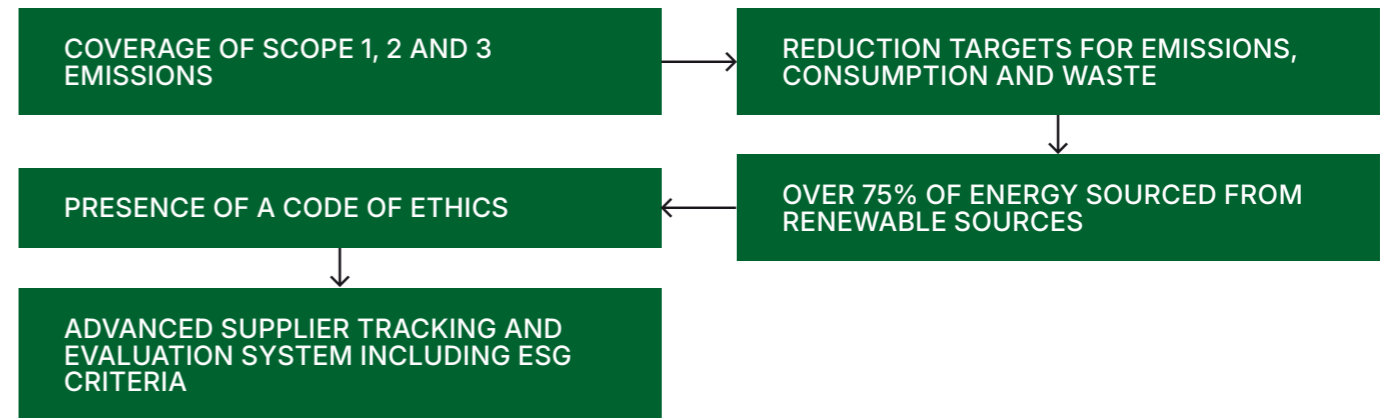 COVERAGE OF SCOPE 1, 2 AND 3
EMISSIONS
REDUCTION TARGETS FOR EMISSIONS,
CONSUMPTION AND WASTE
OVER 75% OF ENERGY SOURCED FROM
RENEWABLE SOURCES
PRESENCE OF A CODE OF ETHICS
ADVANCED SUPPLIER TRACKING AND
EVALUATION SYSTEM INCLUDING ESG
CRITERIA